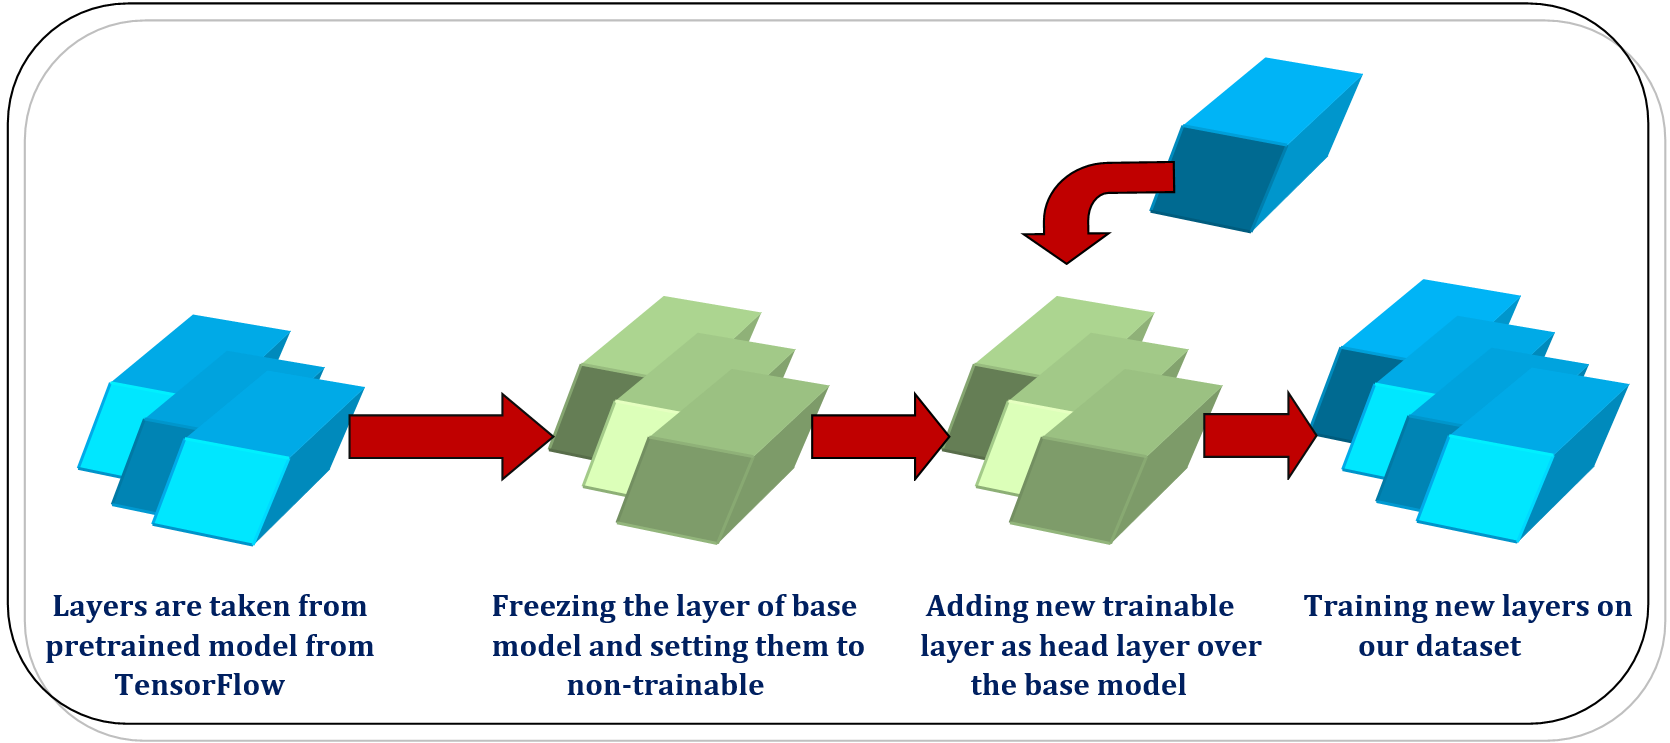 Layers are taken from
pretrained model from
TensorFlow
Freezing the layer of base
model and setting them to
non-trainable
Adding new trainable
layer as head layer over
the base model
Training new layers on
our dataset